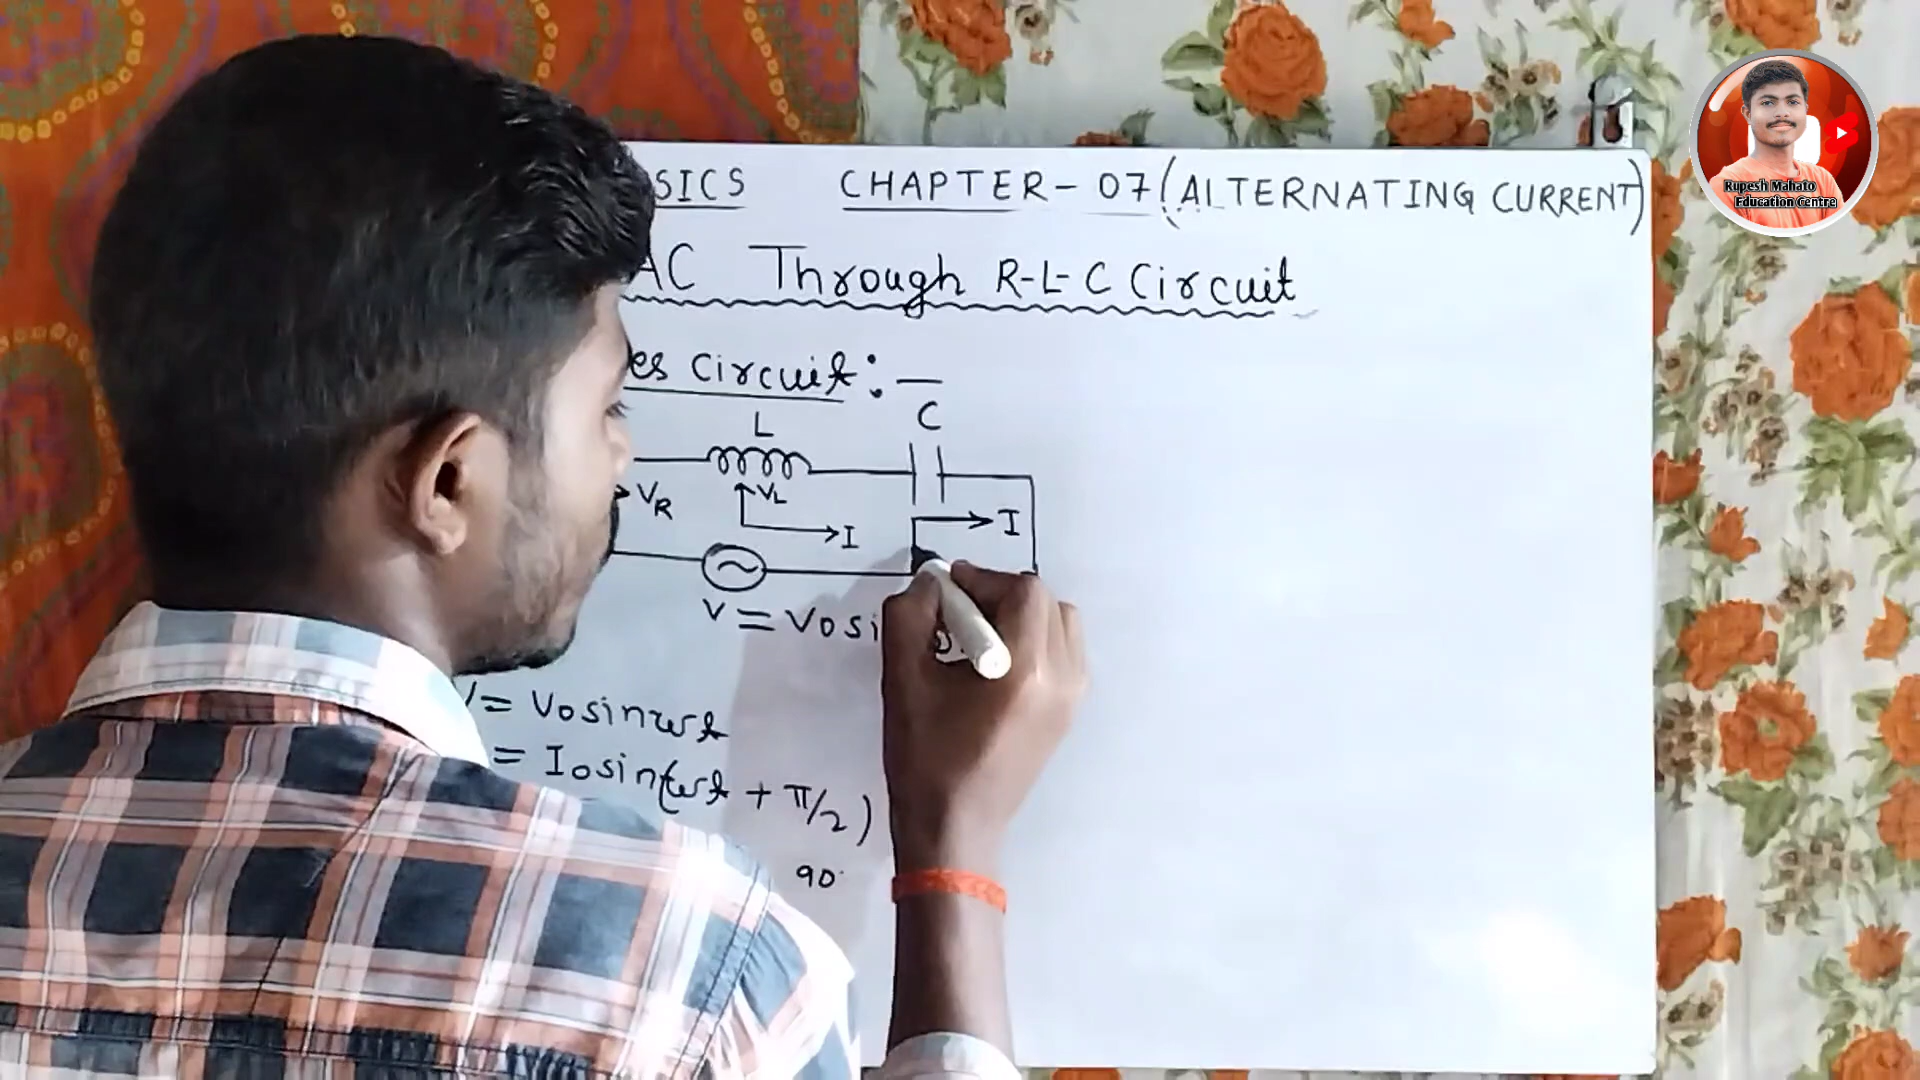 SICS CHAPTER - 07 (ALTERNATING CURRENT)
AC Through R-L-C Circuit
es circuit :-
L
C
VR
VL
I
I
V = Vosi
V = Vosinωt
= Iosin(ωt + π/2)
90°
Rupesh Mahato
Education Centre